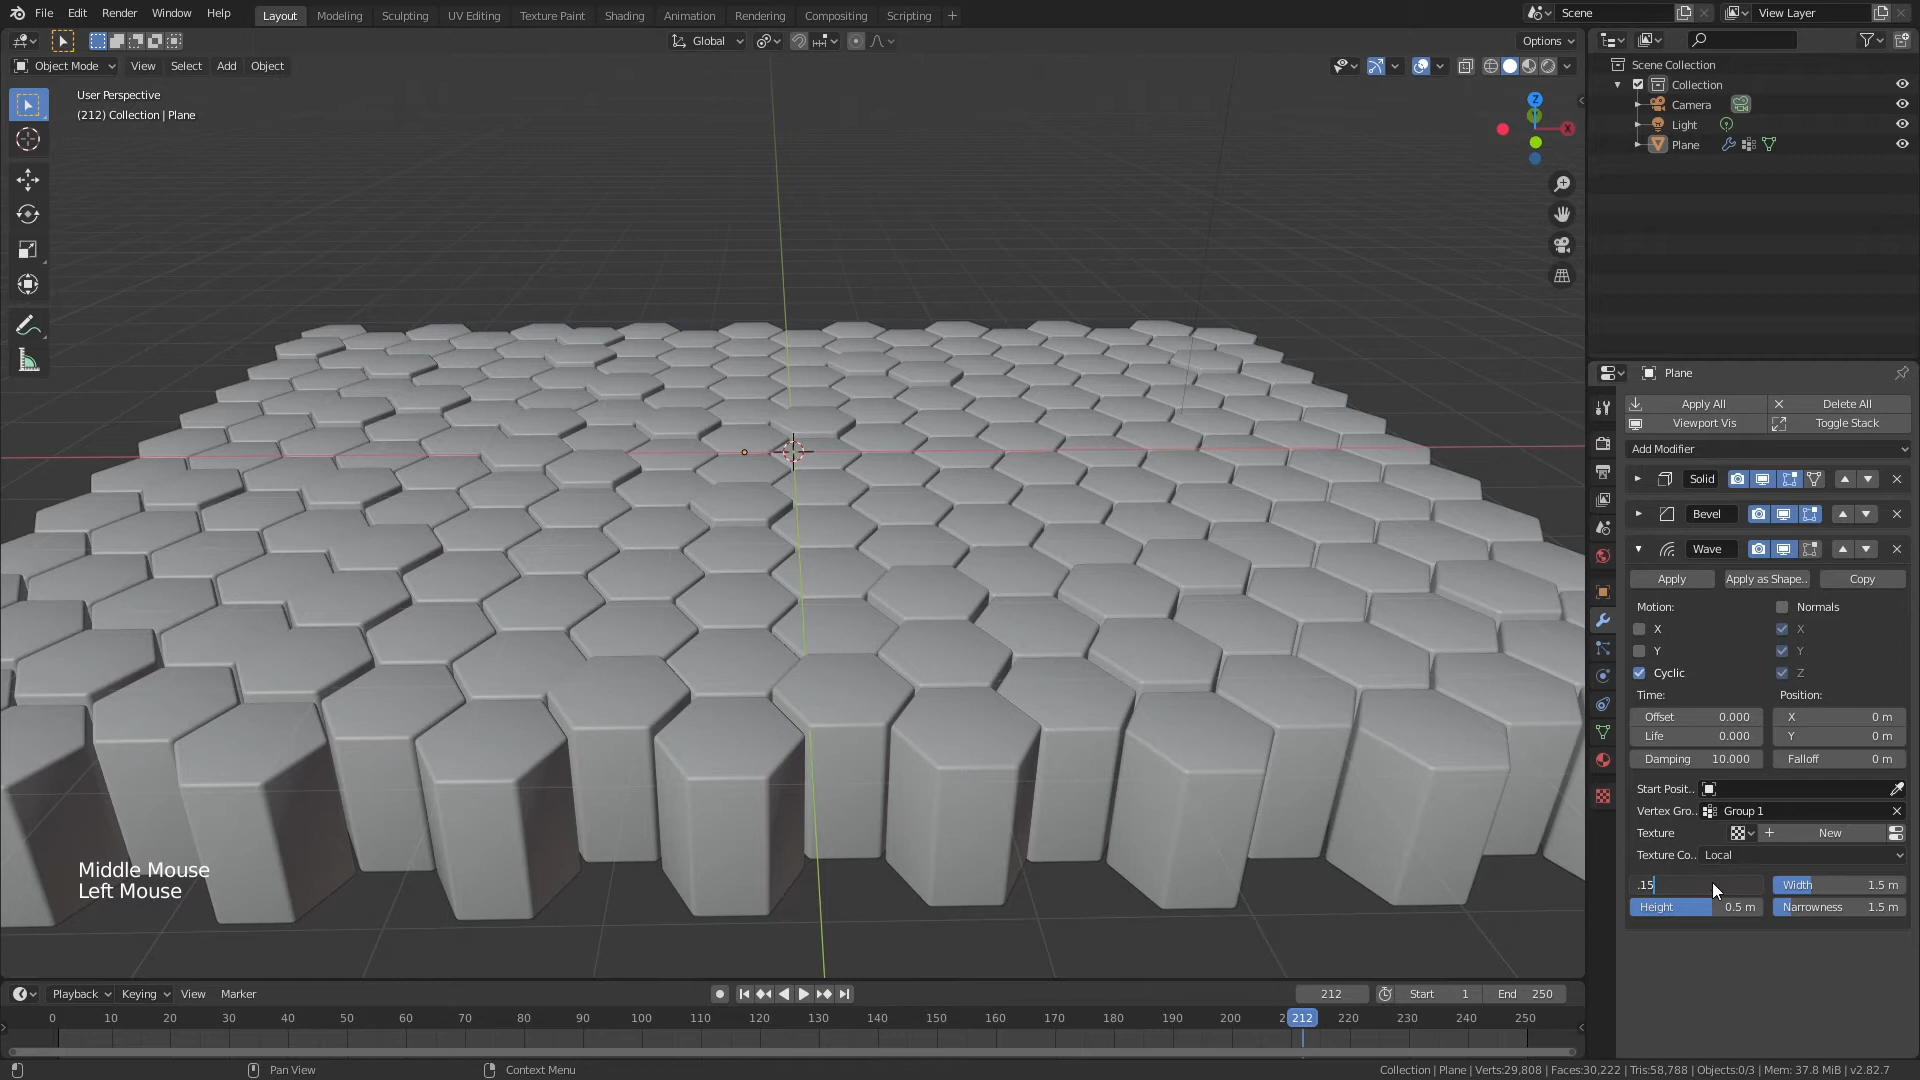 File Edit Render Window Help Layout Modeling Sculpting UV Editing Texture Paint Shading Animation Rendering Compositing Scripting + Scene View Layer
Global Options
Object Mode View Select Add Object
User Perspective
(212) Collection | Plane
Z
X
Scene Collection
Collection
Camera
Light
Plane
Plane
Apply All Delete All
Viewport Vis Toggle Stack
Add Modifier
Solid
Bevel
Wave
Apply Apply as Shape.. Copy
Motion: Normals
X X
Y Y
Cyclic Z
Time: Position:
Offset 0.000 X 0 m
Life 0.000 Y 0 m
Damping 10.000 Falloff 0 m
Start Posit..
Vertex Gro.. Group 1
Texture New
Texture Co.. Local
.15 Width 1.5 m
Height 0.5 m Narrowness 1.5 m
Middle Mouse
Left Mouse
Playback Keying View Marker 212 Start 1 End 250
0 10 20 30 40 50 60 70 80 90 100 110 120 130 140 150 160 170 180 190 200 2 212 220 230 240 250
Pan View Context Menu Collection | Plane | Verts:29,808 | Faces:30,222 | Tris:58,788 | Objects:0/3 | Mem: 37.8 MiB | v2.82.7